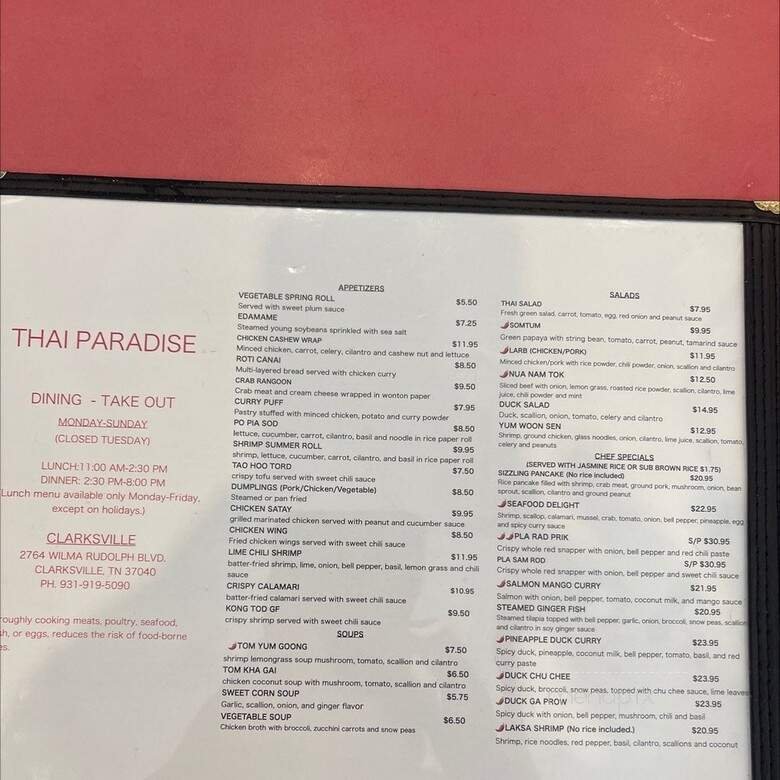 THAI PARADISE
DINING - TAKE OUT
MONDAY-SUNDAY
(CLOSED TUESDAY)
LUNCH:11:00 AM-2:30 PM
DINNER: 2:30 PM-8:00 PM
(Lunch menu available only Monday-Friday,
except on holidays.)
CLARKSVILLE
2764 WILMA RUDOLPH BLVD.
CLARKSVILLE, TN 37040
PH. 931-919-5090
roughly cooking meats, poultry, seafood,
or eggs, reduces the risk of food-borne
APPETIZERS
VEGETABLE SPRING ROLL $5.50
Served with sweet plum sauce
EDAMAME $7.25
Steamed young soybeans sprinkled with sea salt
CHICKEN CASHEW WRAP $11.95
Minced chicken, carrot, celery, cilantro and cashew nut and lettuce
ROTI CANAI $8.50
Multi-layered bread served with chicken curry
CRAB RANGOON $9.50
Crab meat and cream cheese wrapped in wonton paper
CURRY PUFF $7.95
Pastry stuffed with minced chicken, potato and curry powder
PO PIA SOD $8.50
lettuce, cucumber, carrot, cilantro, basil and noodle in rice paper roll
SHRIMP SUMMER ROLL $9.95
shrimp, lettuce, cucumber, carrot, cilantro, and basil in rice paper roll
TAO HOO TORD $7.50
crispy tofu served with sweet chili sauce
DUMPLINGS (Pork/Chicken/Vegetable) $8.50
Steamed or pan fried
CHICKEN SATAY $9.95
grilled marinated chicken served with peanut and cucumber sauce
CHICKEN WING $8.50
Fried chicken wings served with sweet chili sauce
LIME CHILI SHRIMP $11.95
batter-fried shrimp, lime, onion, bell pepper, basil, lemon grass and chili
sauce
CRISPY CALAMARI $10.95
batter-fried calamari served with sweet chili sauce
KONG TOD GF $9.50
crispy shrimp served with sweet chili sauce
SOUPS
TOM YUM GOONG $7.50
shrimp lemongrass soup mushroom, tomato, scallion and cilantro
TOM KHA GAI $6.50
chicken coconut soup with mushroom, tomato, scallion and cilantro
SWEET CORN SOUP $5.75
Garlic, scallion, onion, and ginger flavor
VEGETABLE SOUP $6.50
Chicken broth with broccoli, zucchini carrots and snow peas
SALADS
THAI SALAD $7.95
Fresh green salad, carrot, tomato, egg, red onion and peanut sauce
SOMTUM $9.95
Green papaya with string bean, tomato, carrot, peanut, tamarind sauce
LARB (CHICKEN/PORK) $11.95
Minced chicken/pork with rice powder, chili powder, onion, scallion and cilantro
NUA NAM TOK $12.50
Sliced beef with onion, lemon grass, roasted rice powder, scallion, cilantro, lime
juice, chili powder and mint
DUCK SALAD $14.95
Duck, scallion, onion, tomato, celery and cilantro
YUM WOON SEN $12.95
Shrimp, ground chicken, glass noodles, onion, cilantro, lime juice, scallion, tomato,
celery and peanuts
CHEF SPECIALS
(SERVED WITH JASMINE RICE OR SUB BROWN RICE $1.75)
SIZZLING PANCAKE (No rice included) $20.95
Rice pancake filled with shrimp, crab meat, ground pork, mushroom, onion, bean
sprout, scallion, cilantro and ground peanut
SEAFOOD DELIGHT $22.95
Shrimp, scallop, calamari, mussel, crab, tomato, onion, bell pepper, pineapple, egg
and spicy curry sauce
PLA RAD PRIK S/P $30.95
Crispy whole red snapper with onion, bell pepper and red chili paste
PLA SAM ROD S/P $30.95
Crispy whole red snapper with onion, bell pepper and sweet chili sauce
SALMON MANGO CURRY $21.95
Salmon with onion, bell pepper, tomato, coconut milk, and mango sauce
STEAMED GINGER FISH $20.95
Steamed tilapia topped with bell pepper, garlic, onion, broccoli, snow peas, scallion
and cilantro in soy ginger sauce
PINEAPPLE DUCK CURRY $23.95
Spicy duck, pineapple, coconut milk, bell pepper, tomato, basil, and red
curry paste
DUCK CHU CHEE $23.95
Spicy duck, broccoli, snow peas, topped with chu chee sauce, lime leaves
DUCK GA PROW $23.95
Spicy duck with onion, bell pepper, mushroom, chili and basil
LAKSA SHRIMP (No rice included.) $20.95
Shrimp, rice noodles, red pepper, basil, cilantro, scallions and coconut